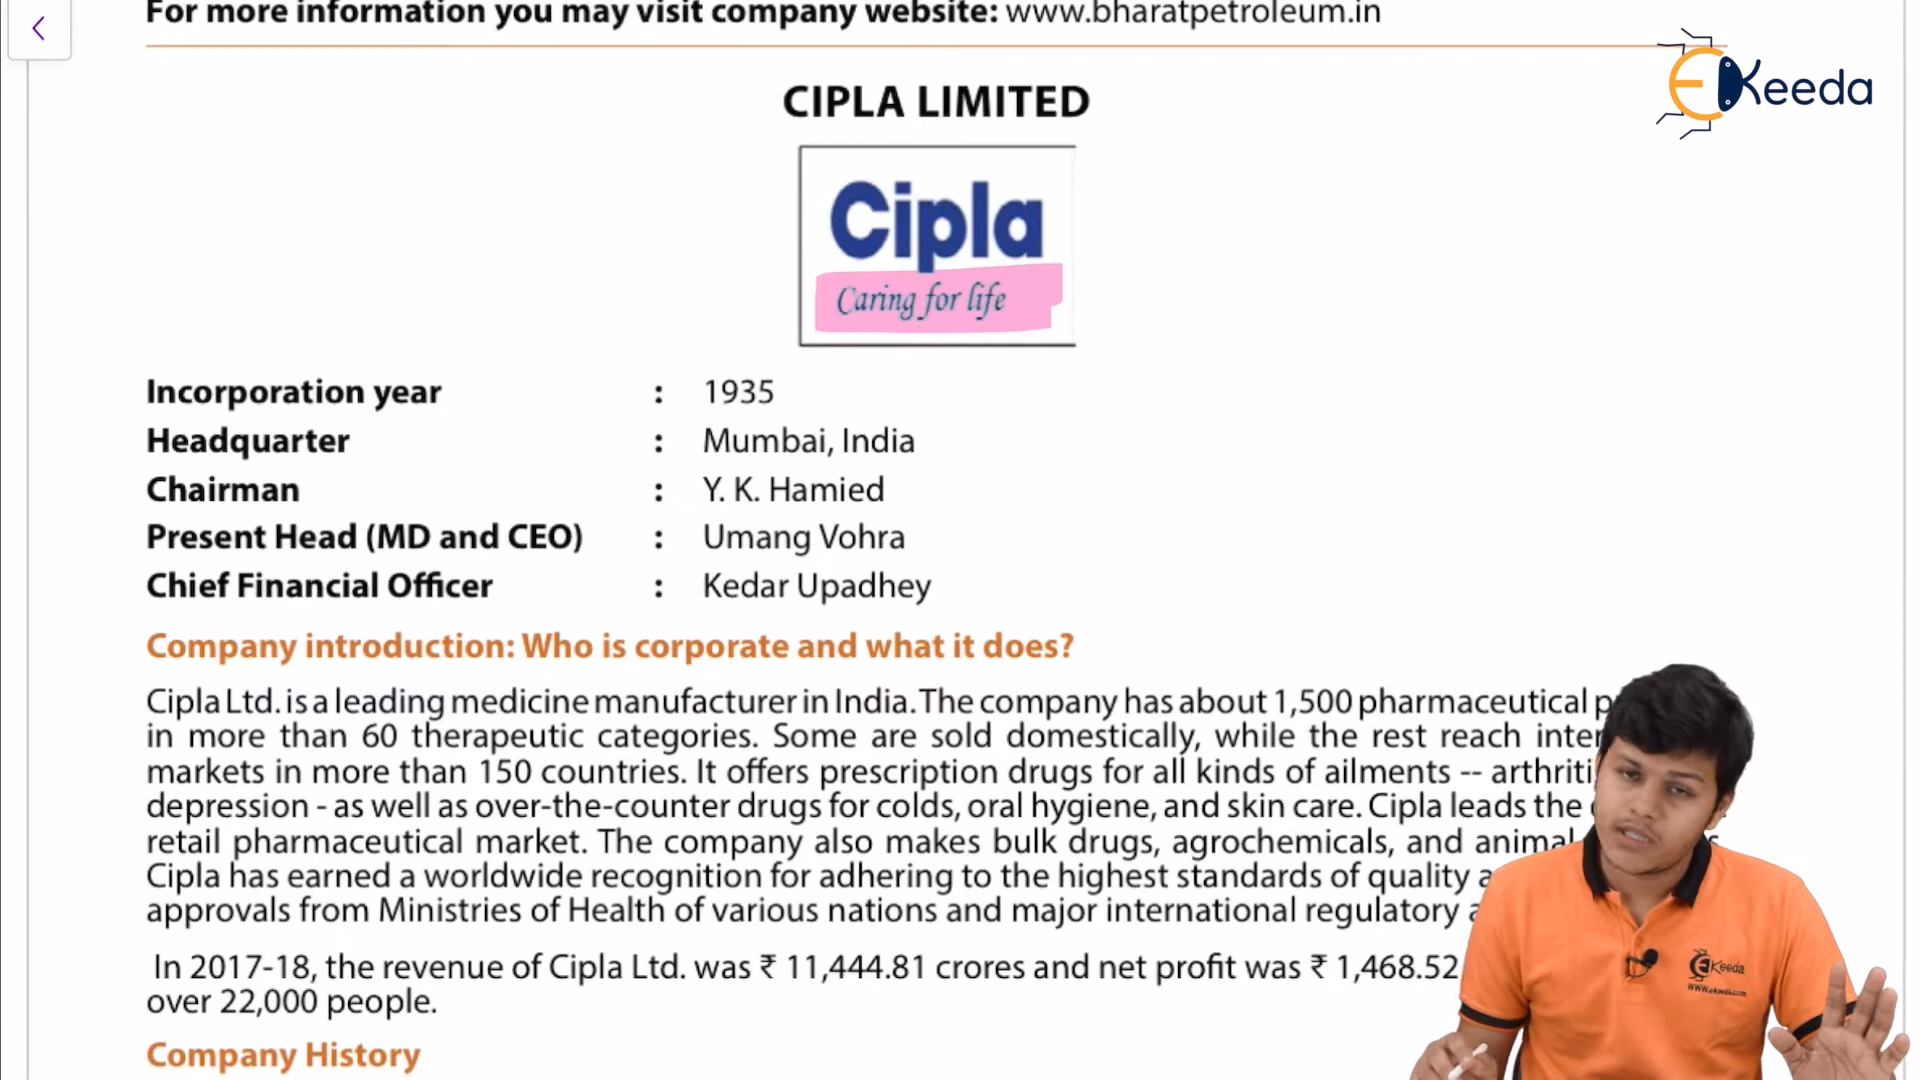 For more information you may visit company website: www.bharatpetroleum.in
EKeeda
CIPLA LIMITED
Cipla
Caring for life
Incorporation year : 1935
Headquarter : Mumbai, India
Chairman : Y. K. Hamied
Present Head (MD and CEO) : Umang Vohra
Chief Financial Officer : Kedar Upadhey
Company introduction: Who is corporate and what it does?
Cipla Ltd. is a leading medicine manufacturer in India. The company has about 1,500 pharmaceutical
in more than 60 therapeutic categories. Some are sold domestically, while the rest reach
markets in more than 150 countries. It offers prescription drugs for all kinds of ailments --
depression - as well as over-the-counter drugs for colds, oral hygiene, and skin care. Cipla leads the
retail pharmaceutical market. The company also makes bulk drugs, agrochemicals, and animal
Cipla has earned a worldwide recognition for adhering to the highest standards of quality
approvals from Ministries of Health of various nations and major international regulatory
In 2017-18, the revenue of Cipla Ltd. was ₹ 11,444.81 crores and net profit was ₹ 1,468.52
over 22,000 people.
EKeeda
www.ekeeda.com
Company History